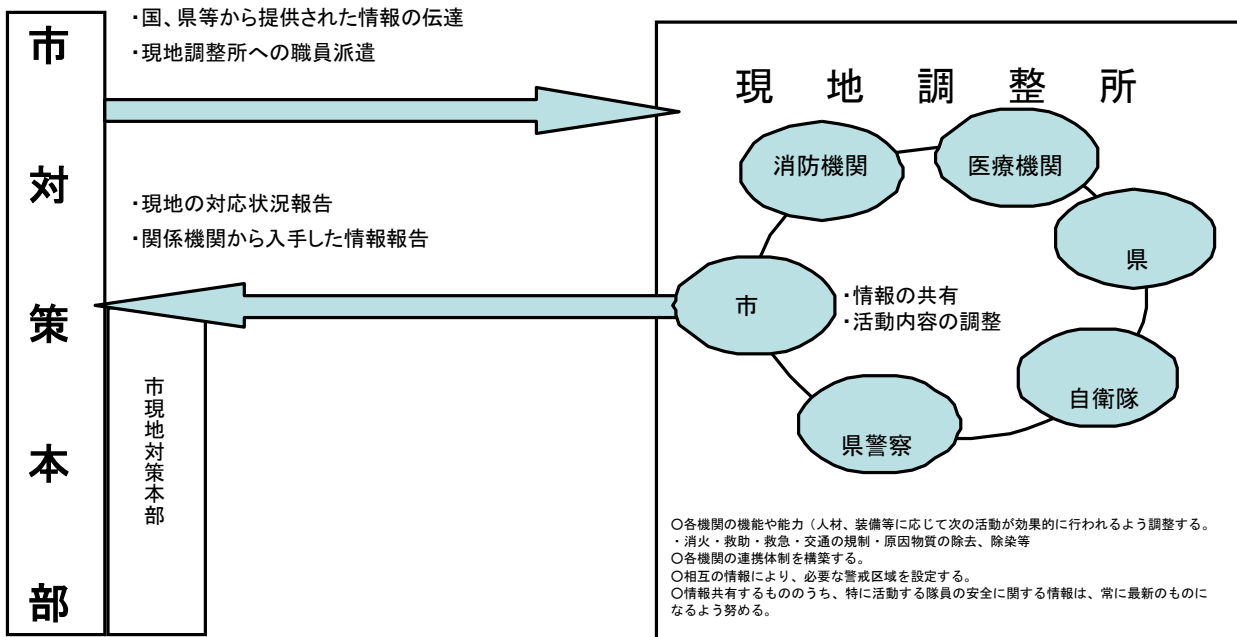 市対策本部
・国、県等から提供された情報の伝達
・現地調整所への職員派遣
・現地の対応状況報告
・関係機関から入手した情報報告
市現地対策本部
現地調整所
消防機関
医療機関
県
市
・情報の共有
・活動内容の調整
自衛隊
県警察
〇各機関の機能や能力（人材、装備等に応じて次の活動が効果的に行われるよう調整する。
・消火・救助・救急・交通の規制・原因物質の除去、除染等
〇各機関の連携体制を構築する。
〇相互の情報により、必要な警戒区域を設定する。
〇情報共有するもののうち、特に活動する隊員の安全に関する情報は、常に最新のものに
なるよう努める。